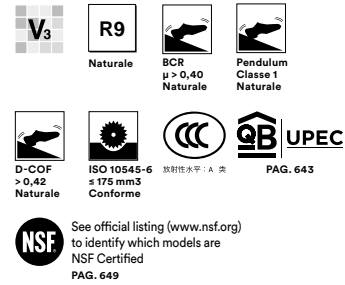 V3
R9
Naturale
BCR
μ > 0,40
Naturale
Pendulum
Classe 1
Naturale
D-COF
> 0,42
Naturale
ISO 10545-6
≤ 175 mm3
Conforme
CCC
放射性水平：A 类
QB UPEC
PAG. 643
NSF
See official listing (www.nsf.org)
to identify which models are
NSF Certified
PAG. 649